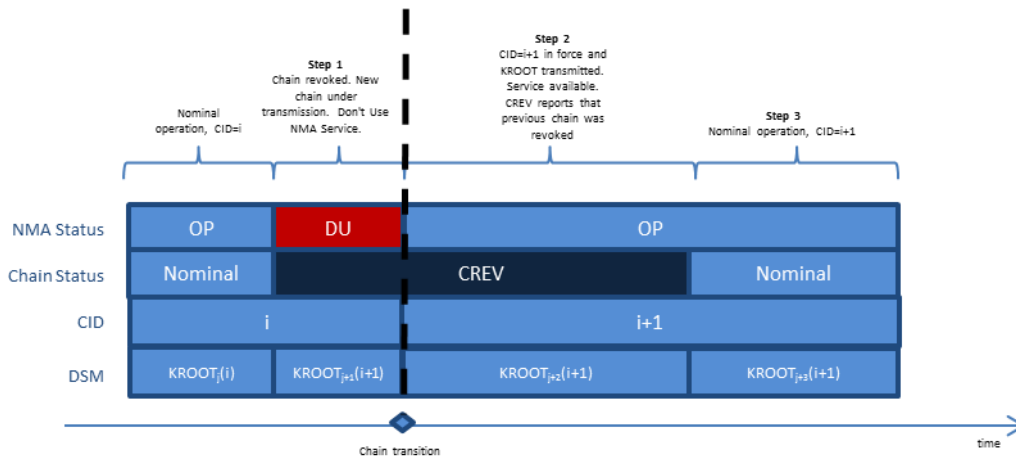 Nominal
operation, CID=i
Step 1
Chain revoked. New
chain under
transmission. Don't Use
NMA Service.
Step 2
CID=i+1 in force and
KROOT transmitted.
Service available.
CREV reports that
previous chain was
revoked
Step 3
Nominal operation, CID=i+1
NMA Status OP DU OP
Chain Status Nominal CREV Nominal
CID i i+1
DSM KROOTj(i) KROOTj+1(i+1) KROOTj+2(i+1) KROOTj+3(i+1)
Chain transition
time